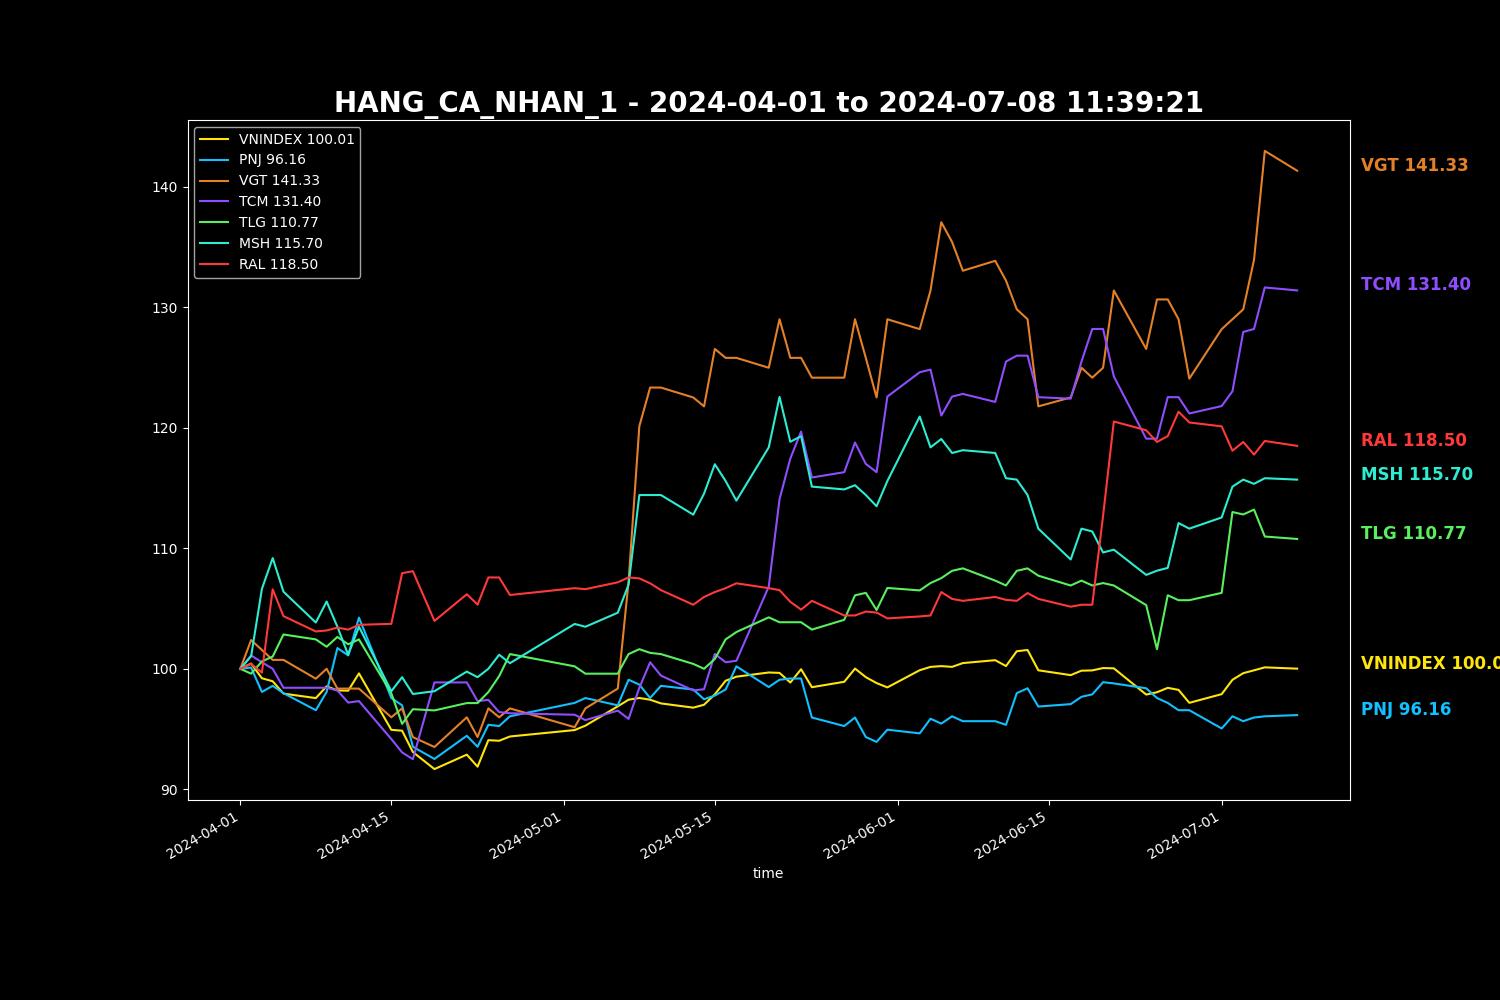 HANG_CA_NHAN_1 - 2024-04-01 to 2024-07-08 11:39:21
VNINDEX 100.01
PNJ 96.16
VGT 141.33
TCM 131.40
TLG 110.77
MSH 115.70
RAL 118.50
140
130
120
110
100
90
VGT 141.33
TCM 131.40
RAL 118.50
MSH 115.70
TLG 110.77
VNINDEX 100.0
PNJ 96.16
2024-04-01
2024-04-15
2024-05-01
2024-05-15
2024-06-01
2024-06-15
2024-07-01
time